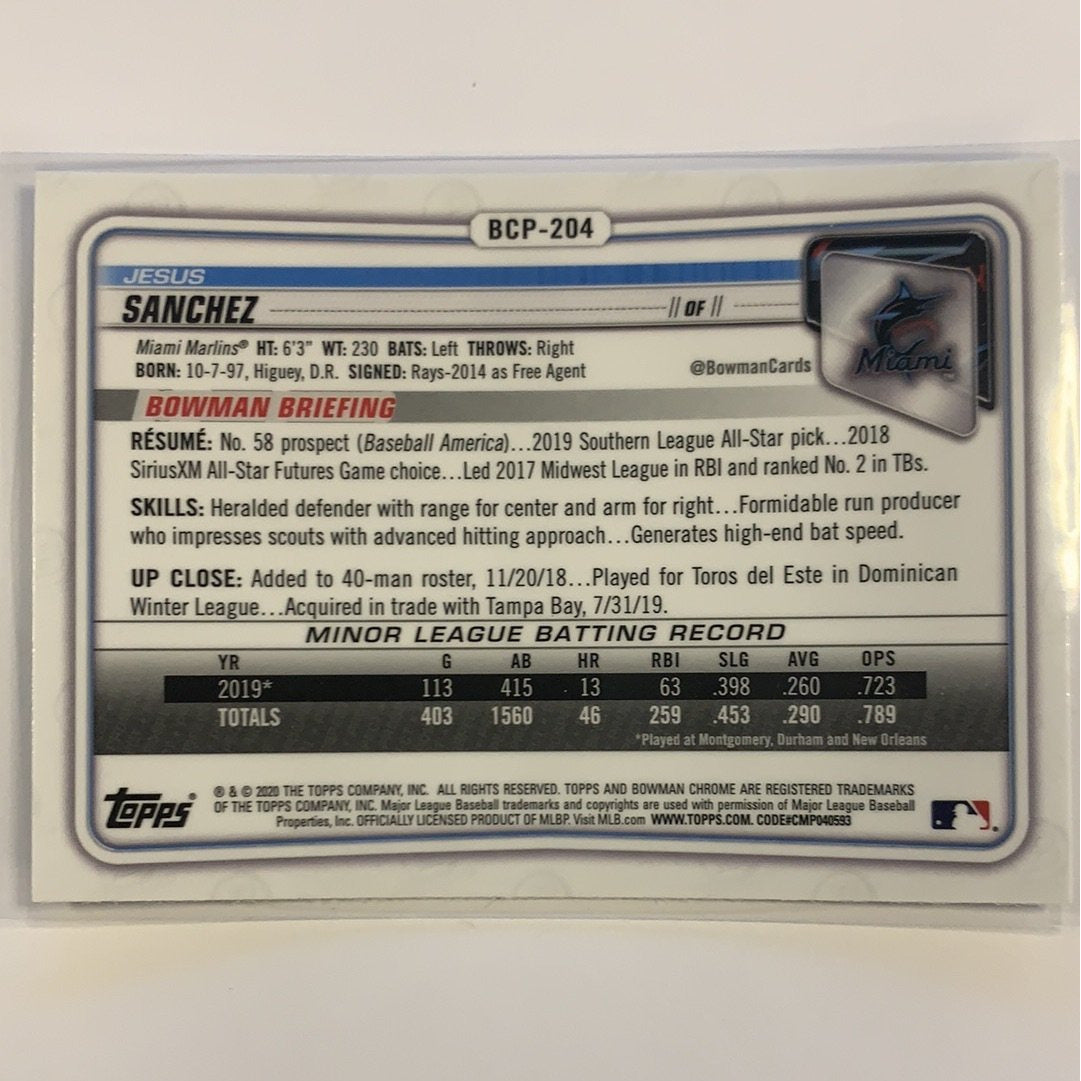 BCP-204
JESUS
SANCHEZ // OF //
Miami
Miami Marlins® HT: 6'3" WT: 230 BATS: Left THROWS: Right
BORN: 10-7-97, Higuey, D.R. SIGNED: Rays-2014 as Free Agent
@BowmanCards
BOWMAN BRIEFING
RÉSUMÉ: No. 58 prospect (Baseball America)...2019 Southern League All-Star pick...2018
SiriusXM All-Star Futures Game choice...Led 2017 Midwest League in RBI and ranked No. 2 in TBs.
SKILLS: Heralded defender with range for center and arm for right...Formidable run producer
who impresses scouts with advanced hitting approach...Generates high-end bat speed.
UP CLOSE: Added to 40-man roster, 11/20/18...Played for Toros del Este in Dominican
Winter League...Acquired in trade with Tampa Bay, 7/31/19.
MINOR LEAGUE BATTING RECORD
YR G AB HR RBI SLG AVG OPS
2019* 113 415 13 63 .398 .260 .723
TOTALS 403 1560 46 259 .453 .290 .789
*Played at Montgomery, Durham and New Orleans
TOPPS®
® & © 2020 THE TOPPS COMPANY, INC. ALL RIGHTS RESERVED. TOPPS AND BOWMAN CHROME ARE REGISTERED TRADEMARKS
OF THE TOPPS COMPANY, INC. Major League Baseball trademarks and copyrights are used with permission of Major League Baseball
Properties, Inc. OFFICIALLY LICENSED PRODUCT OF MLBP. Visit MLB.com WWW.TOPPS.COM. CODE#CMP040593